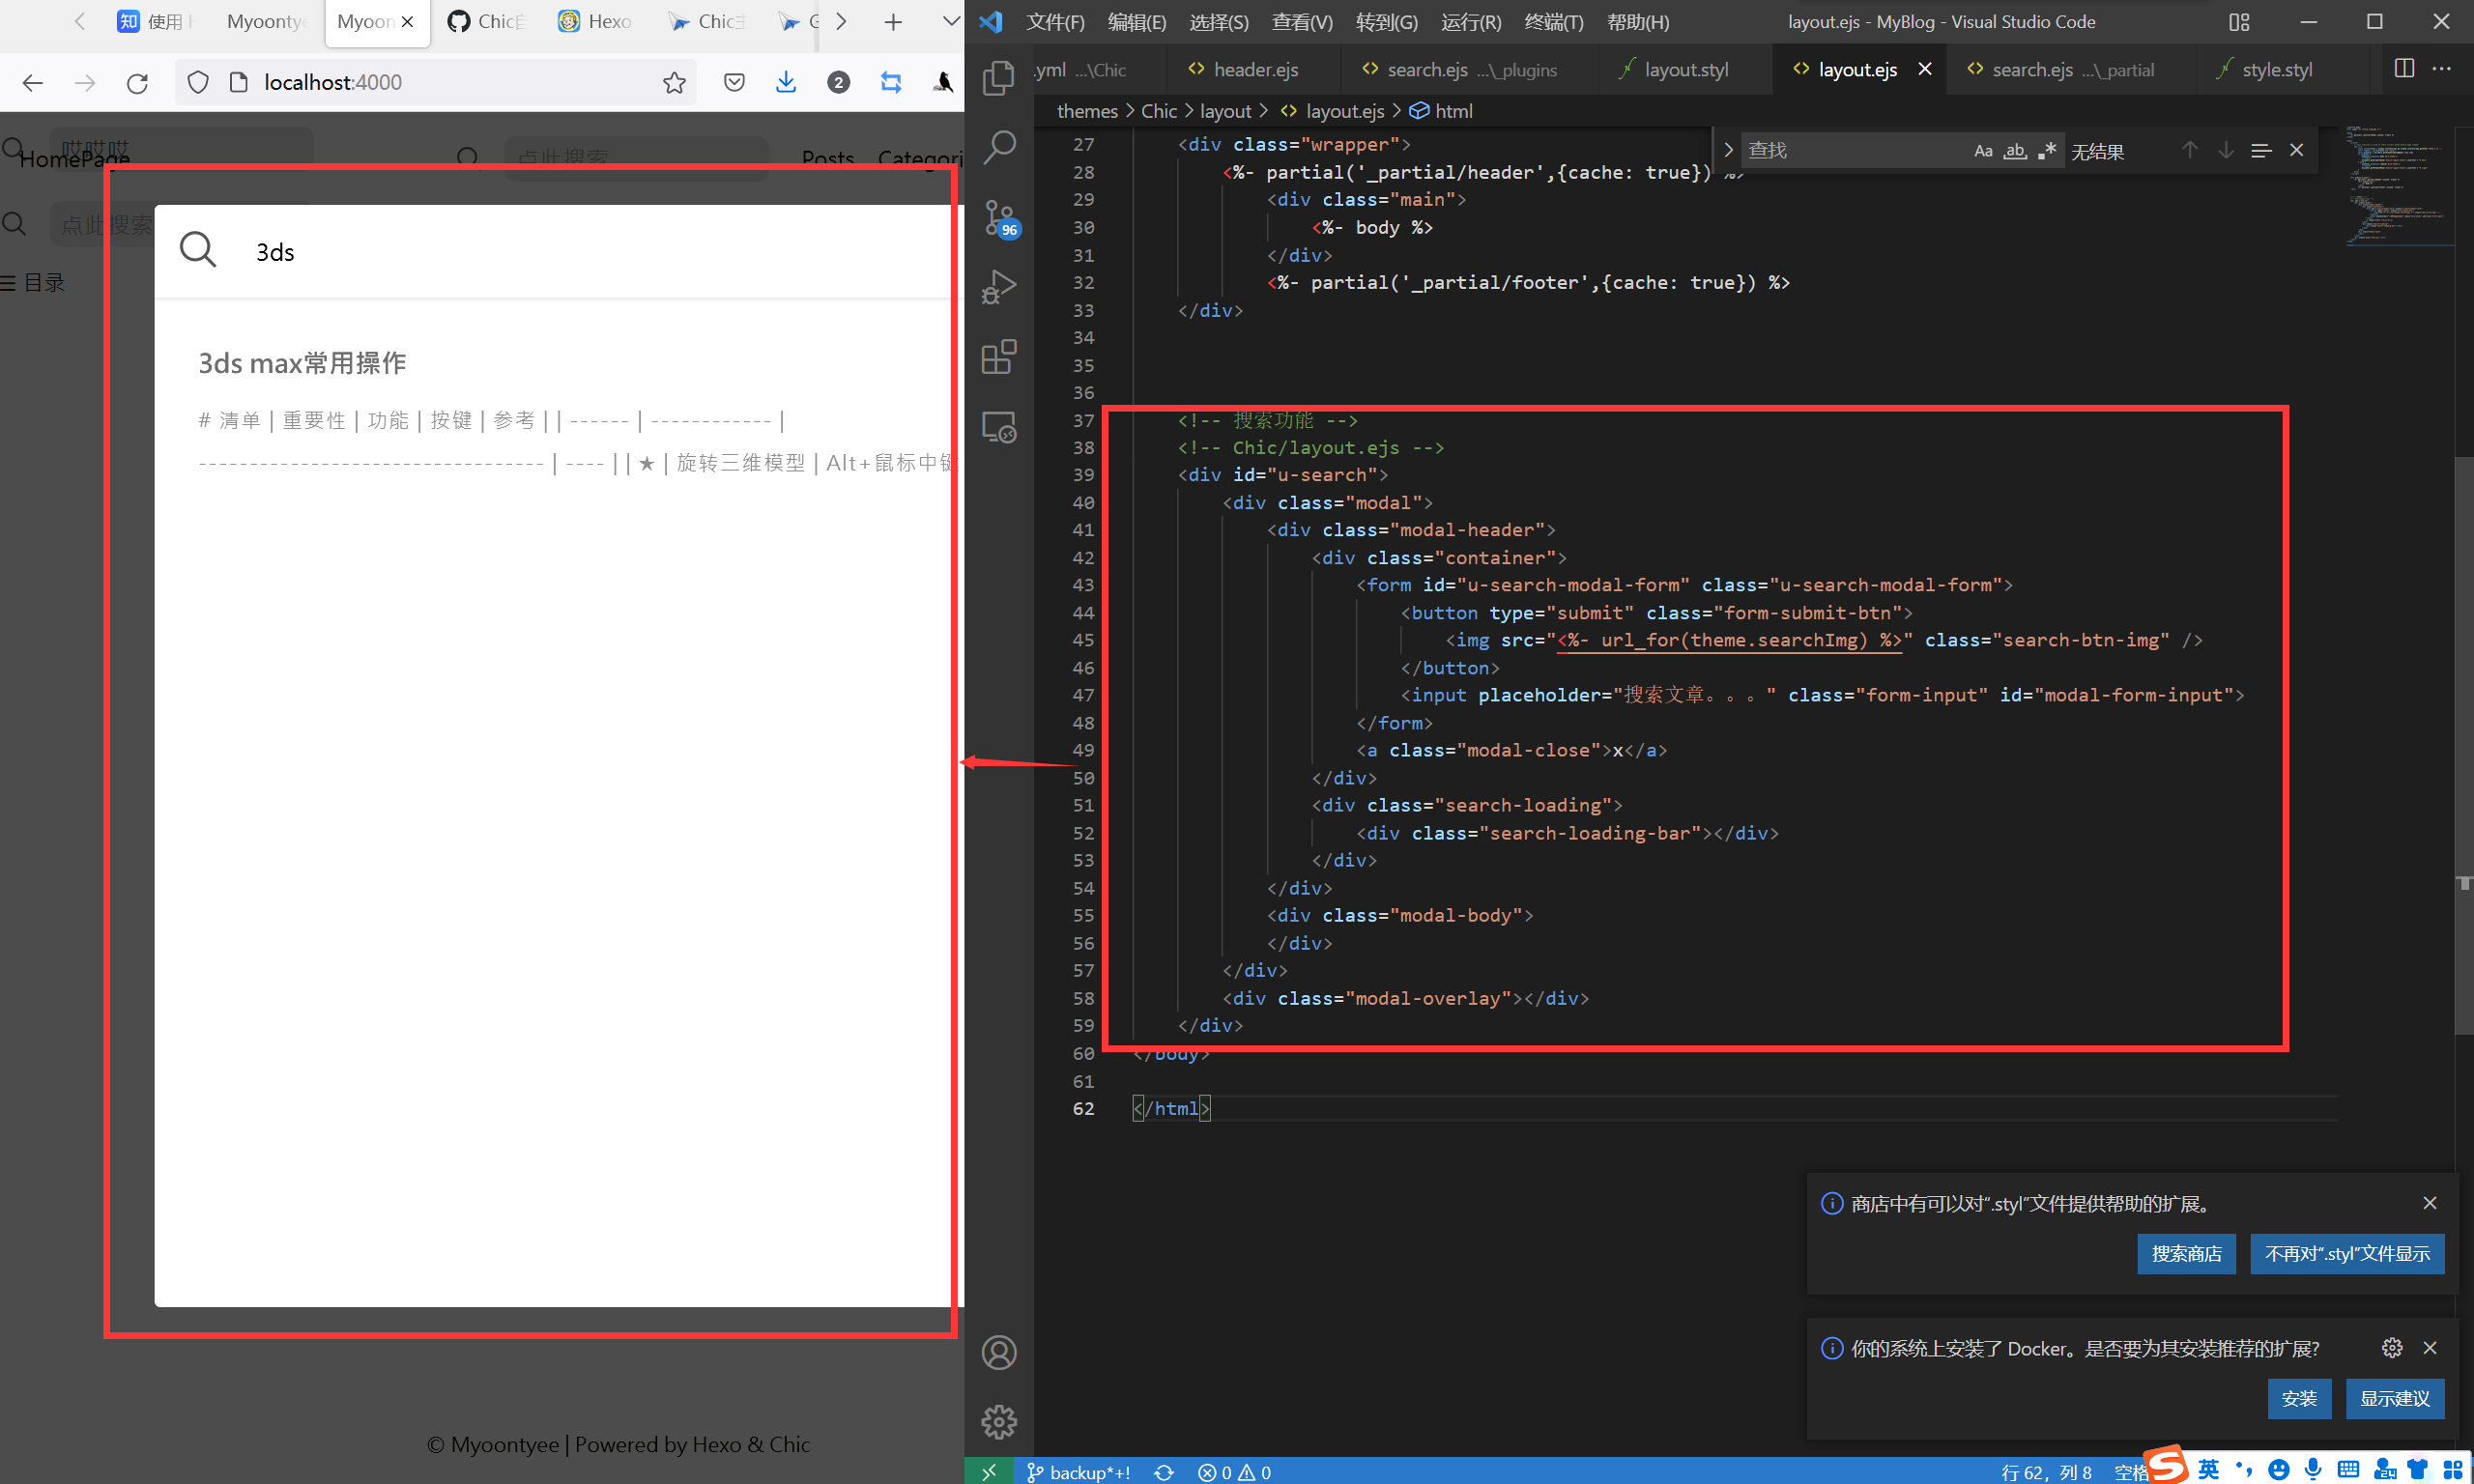 使用
Myoontye
Myoon
Chic
Hexo
Chic
localhost:4000
2
哎哎哎
HomePage
点此搜索
Posts
Categori
点此搜索
目录
3ds
3ds max常用操作
# 清单 | 重要性 | 功能 | 按键 | 参考 | | ------ | ------------ |
---------------------------------- | ---- | | ★ | 旋转三维模型 | Alt+鼠标中键
© Myoontyee | Powered by Hexo & Chic
文件(F) 编辑(E) 选择(S) 查看(V) 转到(G) 运行(R) 终端(T) 帮助(H)
layout.ejs - MyBlog - Visual Studio Code
.yml ...\Chic
header.ejs
search.ejs ...\_plugins
layout.styl
layout.ejs
search.ejs ...\_partial
style.styl
themes > Chic > layout > layout.ejs > html
查找 Aa ab 无结果
96
27 <div class="wrapper">
28 <%- partial('_partial/header',{cache: true}) %>
29 <div class="main">
30 <%- body %>
31 </div>
32 <%- partial('_partial/footer',{cache: true}) %>
33 </div>
34
35
36
37 <!-- 搜索功能 -->
38 <!-- Chic/layout.ejs -->
39 <div id="u-search">
40 <div class="modal">
41 <div class="modal-header">
42 <div class="container">
43 <form id="u-search-modal-form" class="u-search-modal-form">
44 <button type="submit" class="form-submit-btn">
45 <img src="<%- url_for(theme.searchImg) %>" class="search-btn-img" />
46 </button>
47 <input placeholder="搜索文章。。。" class="form-input" id="modal-form-input">
48 </form>
49 <a class="modal-close">x</a>
50 </div>
51 <div class="search-loading">
52 <div class="search-loading-bar"></div>
53 </div>
54 </div>
55 <div class="modal-body">
56 </div>
57 </div>
58 <div class="modal-overlay"></div>
59 </div>
60 </body>
61
62 </html>
商店中有可以对".styl"文件提供帮助的扩展。
搜索商店
不再对".styl"文件显示
你的系统上安装了 Docker。是否要为其安装推荐的扩展?
安装
显示建议
backup*+!
0 0
行 62，列 8
空格
英